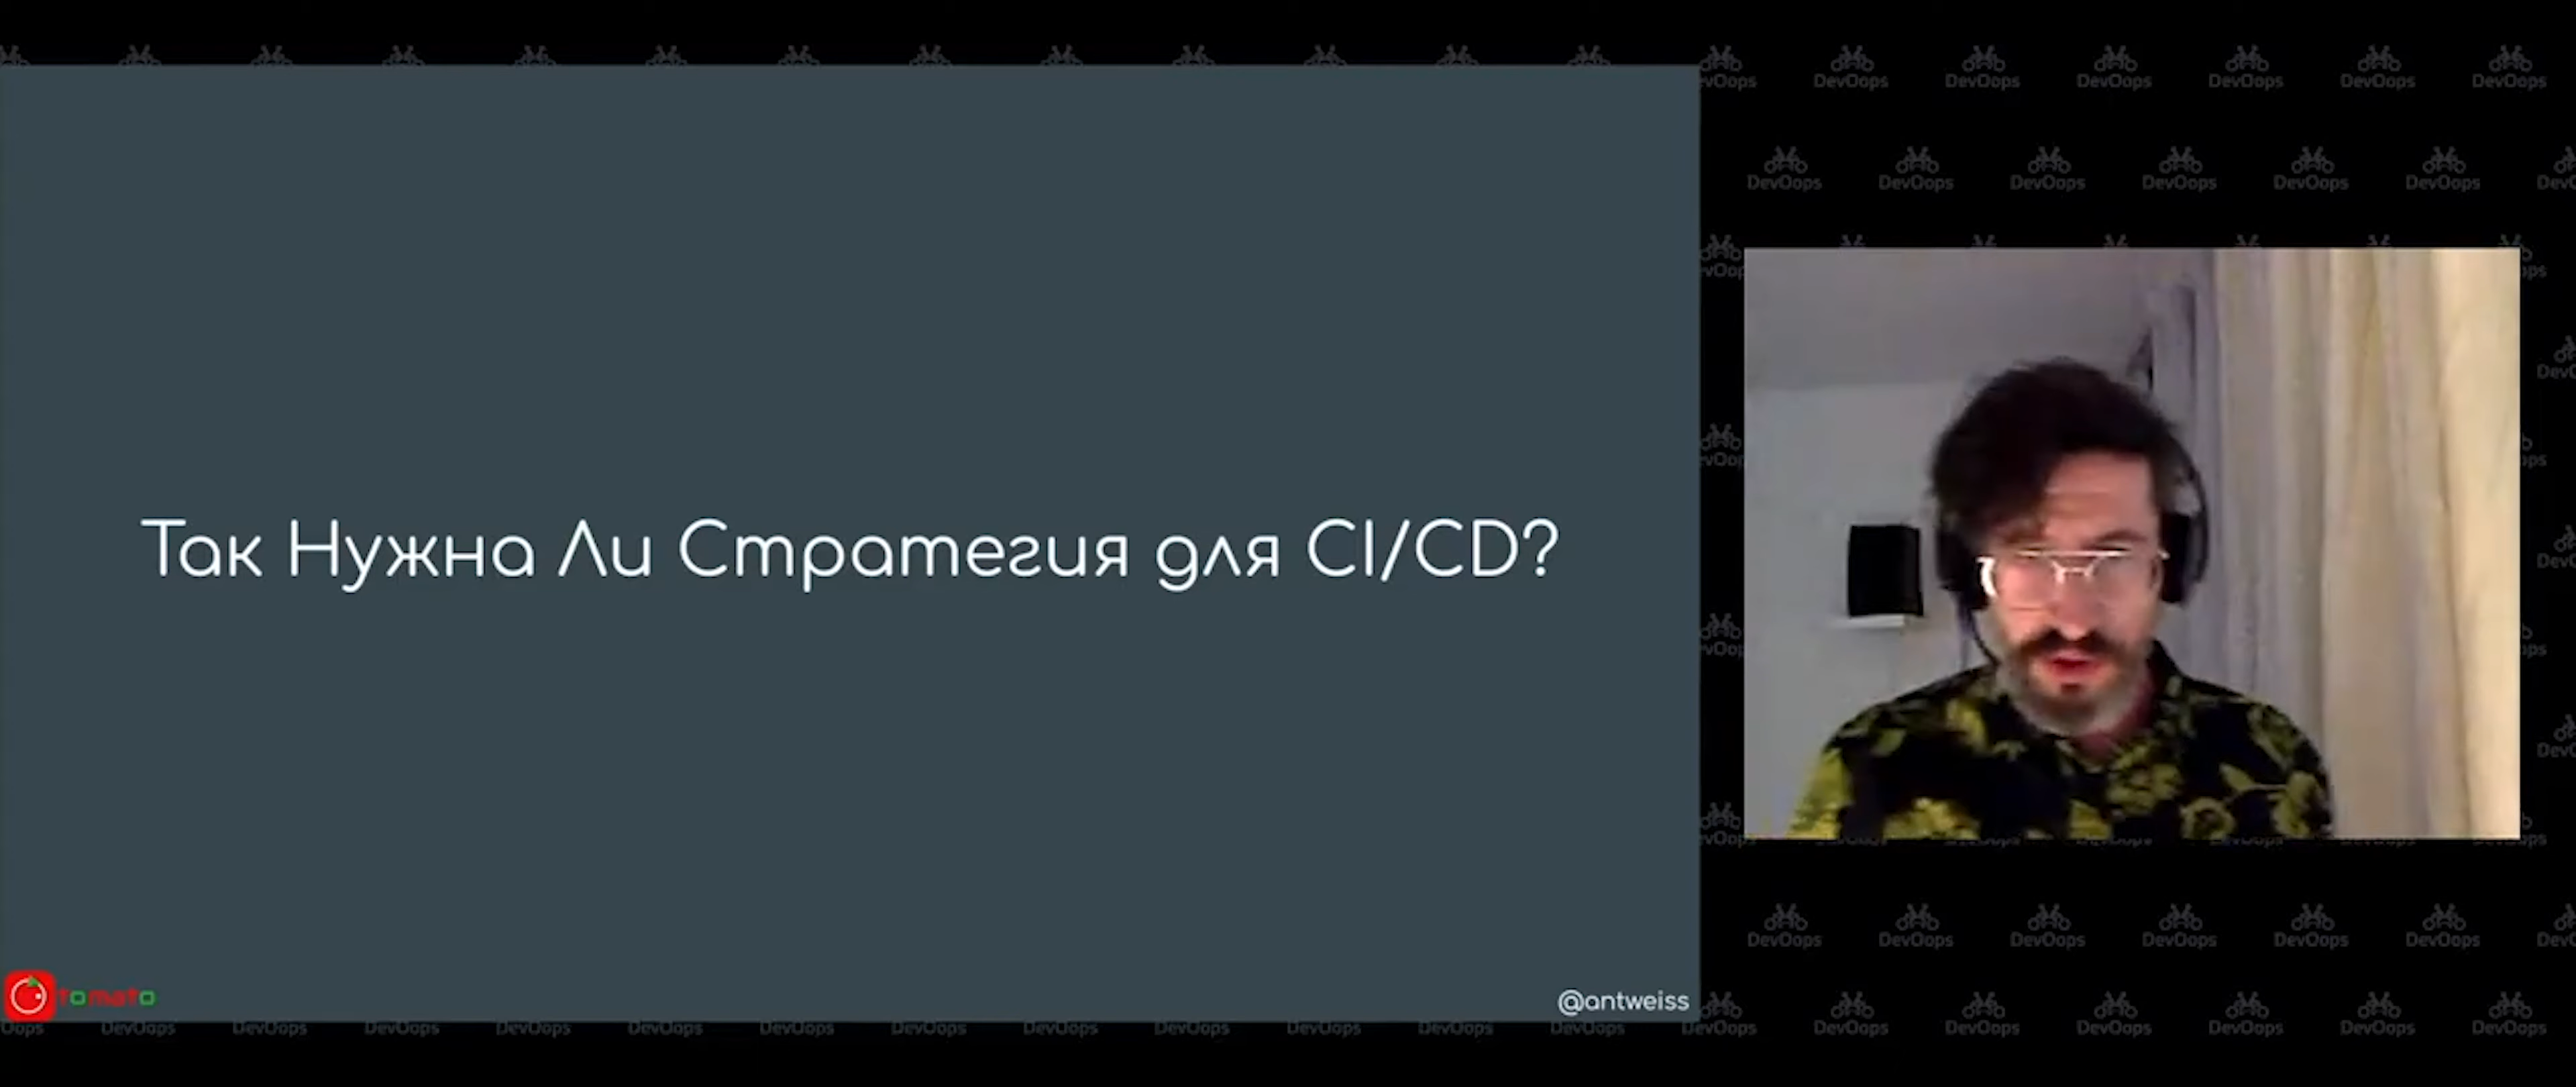 Так Нужна Ли Стратегия для CI/CD?
tomato
@antweiss
DevOops